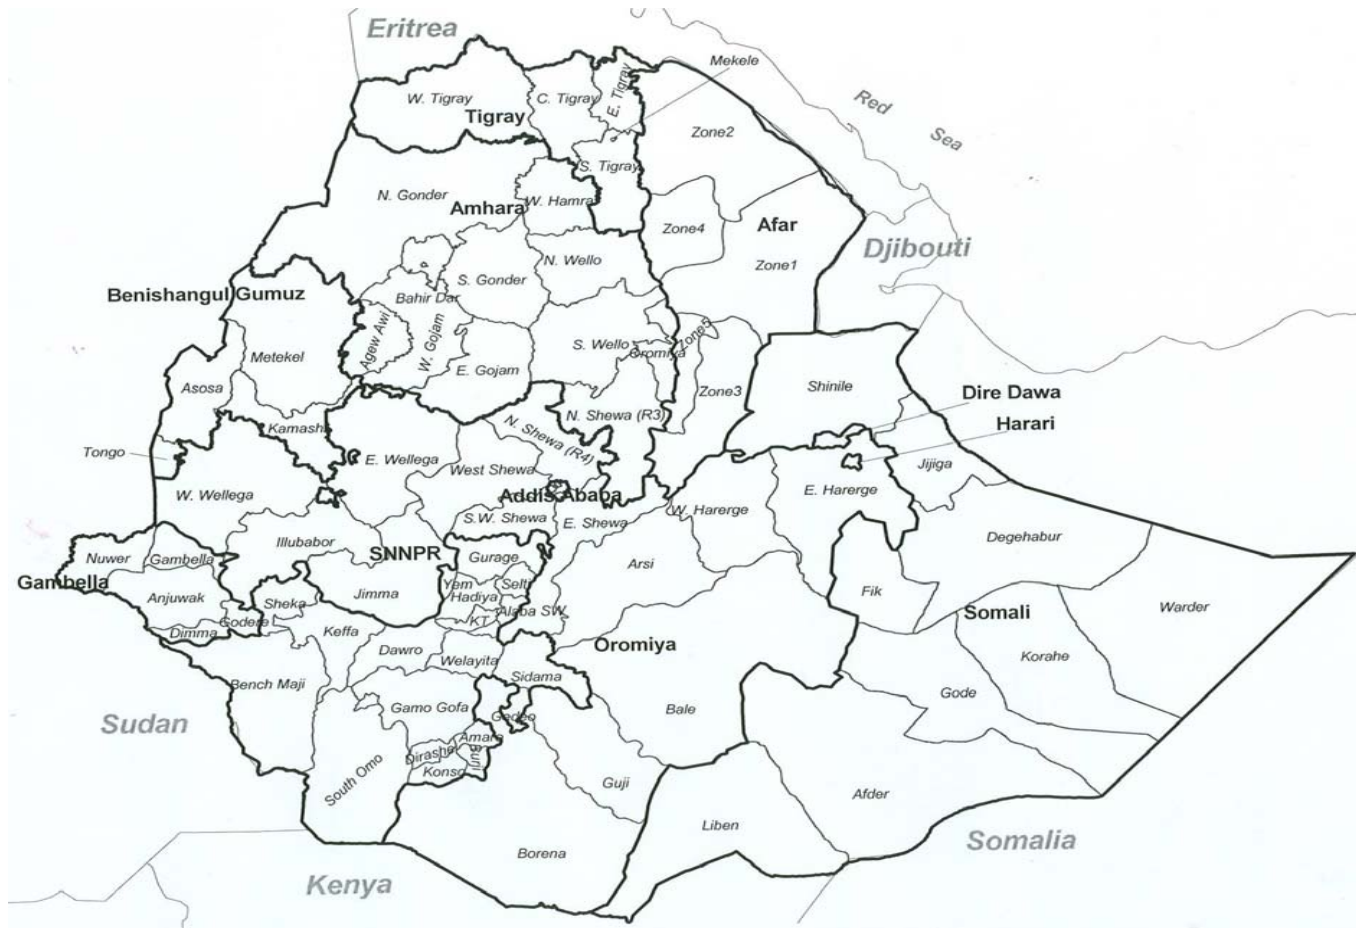 Eritrea
Mekele
W. Tigray
C. Tigray
E. Tigray
Tigray
Red Sea
Zone2
S. Tigray
N. Gonder
W. Hamra
Amhara
Zone4
Afar
Djibouti
Zone1
N. Wello
S. Gonder
Benishangul Gumuz
Bahir Dar
Agew Awi
W. Gojam
S. Wello
Oromiya
Zone5
Metekel
E. Gojam
Asosa
Zone3
Shinile
Dire Dawa
N. Shewa (R3)
Harari
N. Shewa (R4)
Kamashi
Tongo
E. Wellega
West Shewa
Jijiga
W. Wellega
Addis Ababa
E. Harerge
W. Harerge
S.W. Shewa
E. Shewa
Illubabor
Degehabur
SNNPR
Nuwer
Gambella
Gurage
Arsi
Gambella
Yem
Selti
Anjuwak
Sheka
Jimma
Hadiya
Fik
Warder
Alaba SW
Somali
Godere
KT
Dimma
Keffa
Oromiya
Dawro
Welayita
Korahe
Bench Maji
Sidama
Gode
Sudan
Gamo Gofa
Gedeo
Bale
Amaro
Dirashe
Burji
Konso
South Omo
Guji
Afder
Liben
Somalia
Borena
Kenya